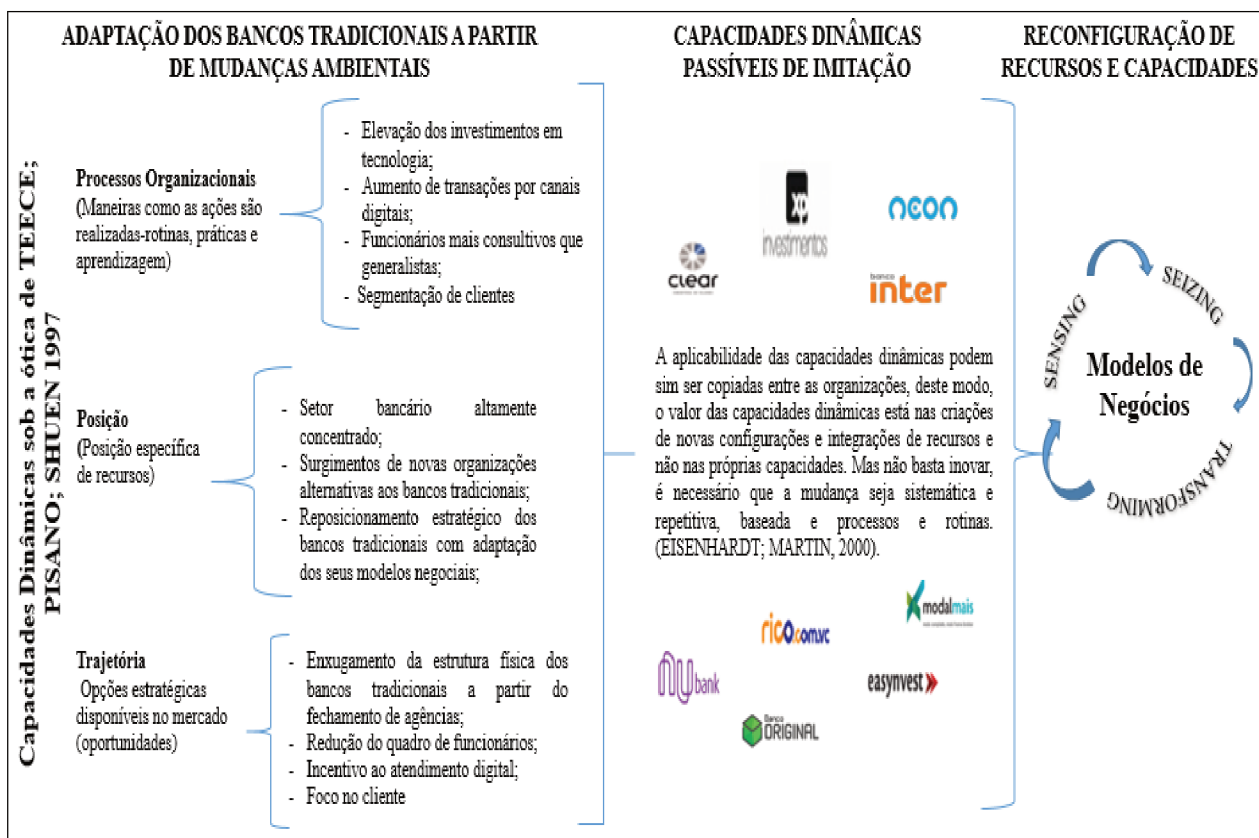 ADAPTAÇÃO DOS BANCOS TRADICIONAIS A PARTIR
DE MUDANÇAS AMBIENTAIS
CAPACIDADES DINÂMICAS
PASSÍVEIS DE IMITAÇÃO
RECONFIGURAÇÃO DE
RECURSOS E CAPACIDADES
Capacidades Dinâmicas sob a ótica de TEECE;
PISANO; SHUEN 1997
Processos Organizacionais
(Maneiras como as ações são
realizadas-rotinas, práticas e
aprendizagem)
- Elevação dos investimentos em
tecnologia;
- Aumento de transações por canais
digitais;
- Funcionários mais consultivos que
generalistas;
- Segmentação de clientes
Posição
(Posição específica
de recursos)
- Setor bancário altamente
concentrado;
- Surgimentos de novas organizações
alternativas aos bancos tradicionais;
- Reposicionamento estratégico dos
bancos tradicionais com adaptação
dos seus modelos negociais;
Trajetória
Opções estratégicas
disponíveis no mercado
(oportunidades)
- Enxugamento da estrutura física dos
bancos tradicionais a partir do
fechamento de agências;
- Redução do quadro de funcionários;
- Incentivo ao atendimento digital;
- Foco no cliente
xp
investimentos
neon
clear
banco
inter
A aplicabilidade das capacidades dinâmicas podem
sim ser copiadas entre as organizações, deste modo,
o valor das capacidades dinâmicas está nas criações
de novas configurações e integrações de recursos e
não nas próprias capacidades. Mas não basta inovar,
é necessário que a mudança seja sistemática e
repetitiva, baseada e processos e rotinas.
(EISENHARDT; MARTIN, 2000).
modalmais
rico.com.vc
nu bank
easynvest
Banco
ORIGINAL
SENSING
SEIZING
TRANSFORMING
Modelos de
Negócios